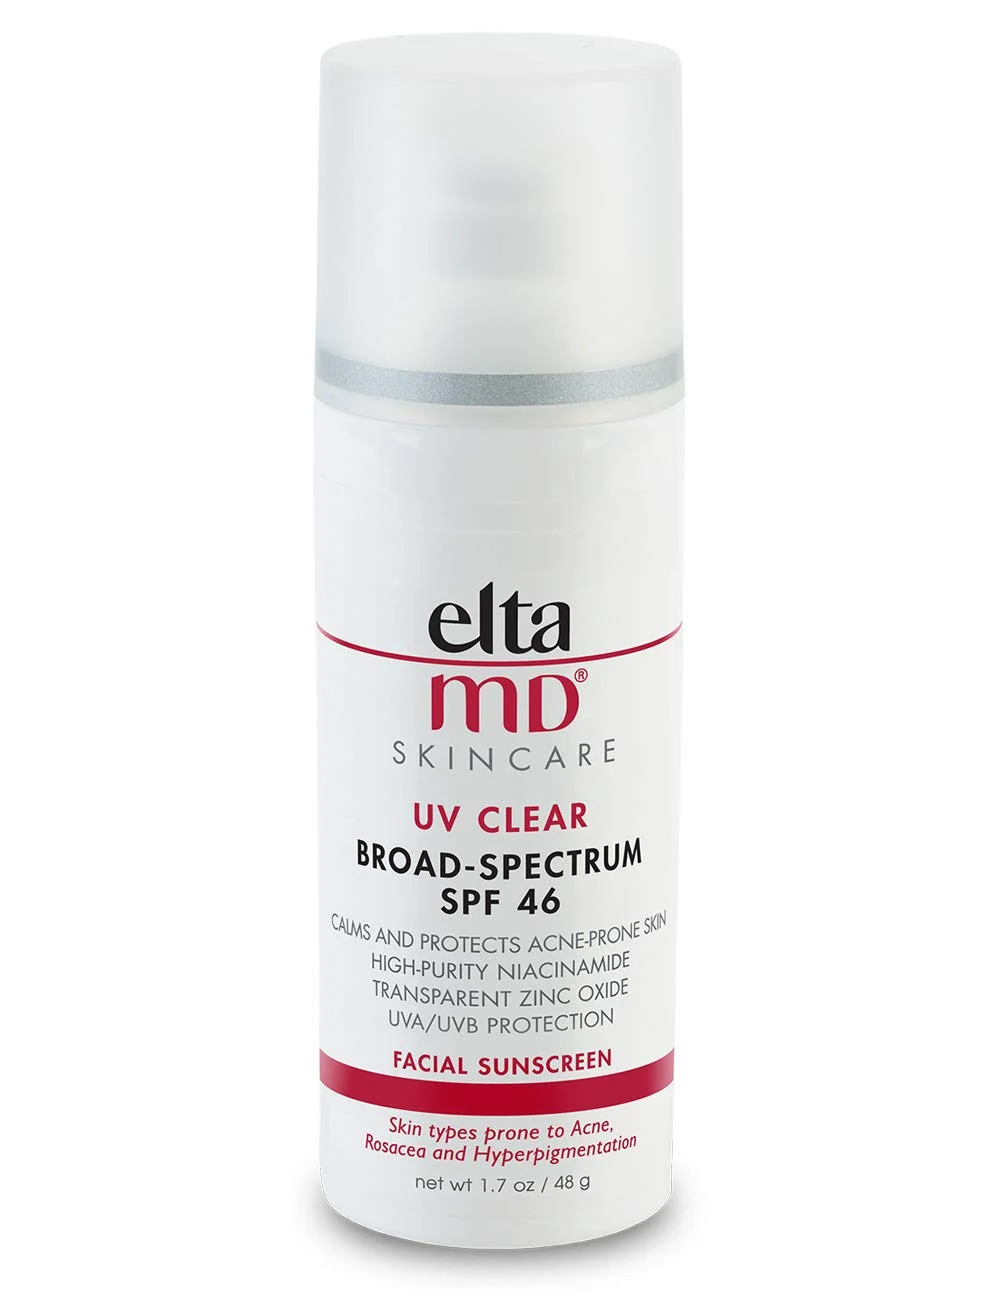 elta
MD®
SKINCARE
UV CLEAR
BROAD-SPECTRUM
SPF 46
CALMS AND PROTECTS ACNE-PRONE SKIN
HIGH-PURITY NIACINAMIDE
TRANSPARENT ZINC OXIDE
UVA/UVB PROTECTION
FACIAL SUNSCREEN
Skin types prone to Acne,
Rosacea and Hyperpigmentation
net wt 1.7 oz / 48 g